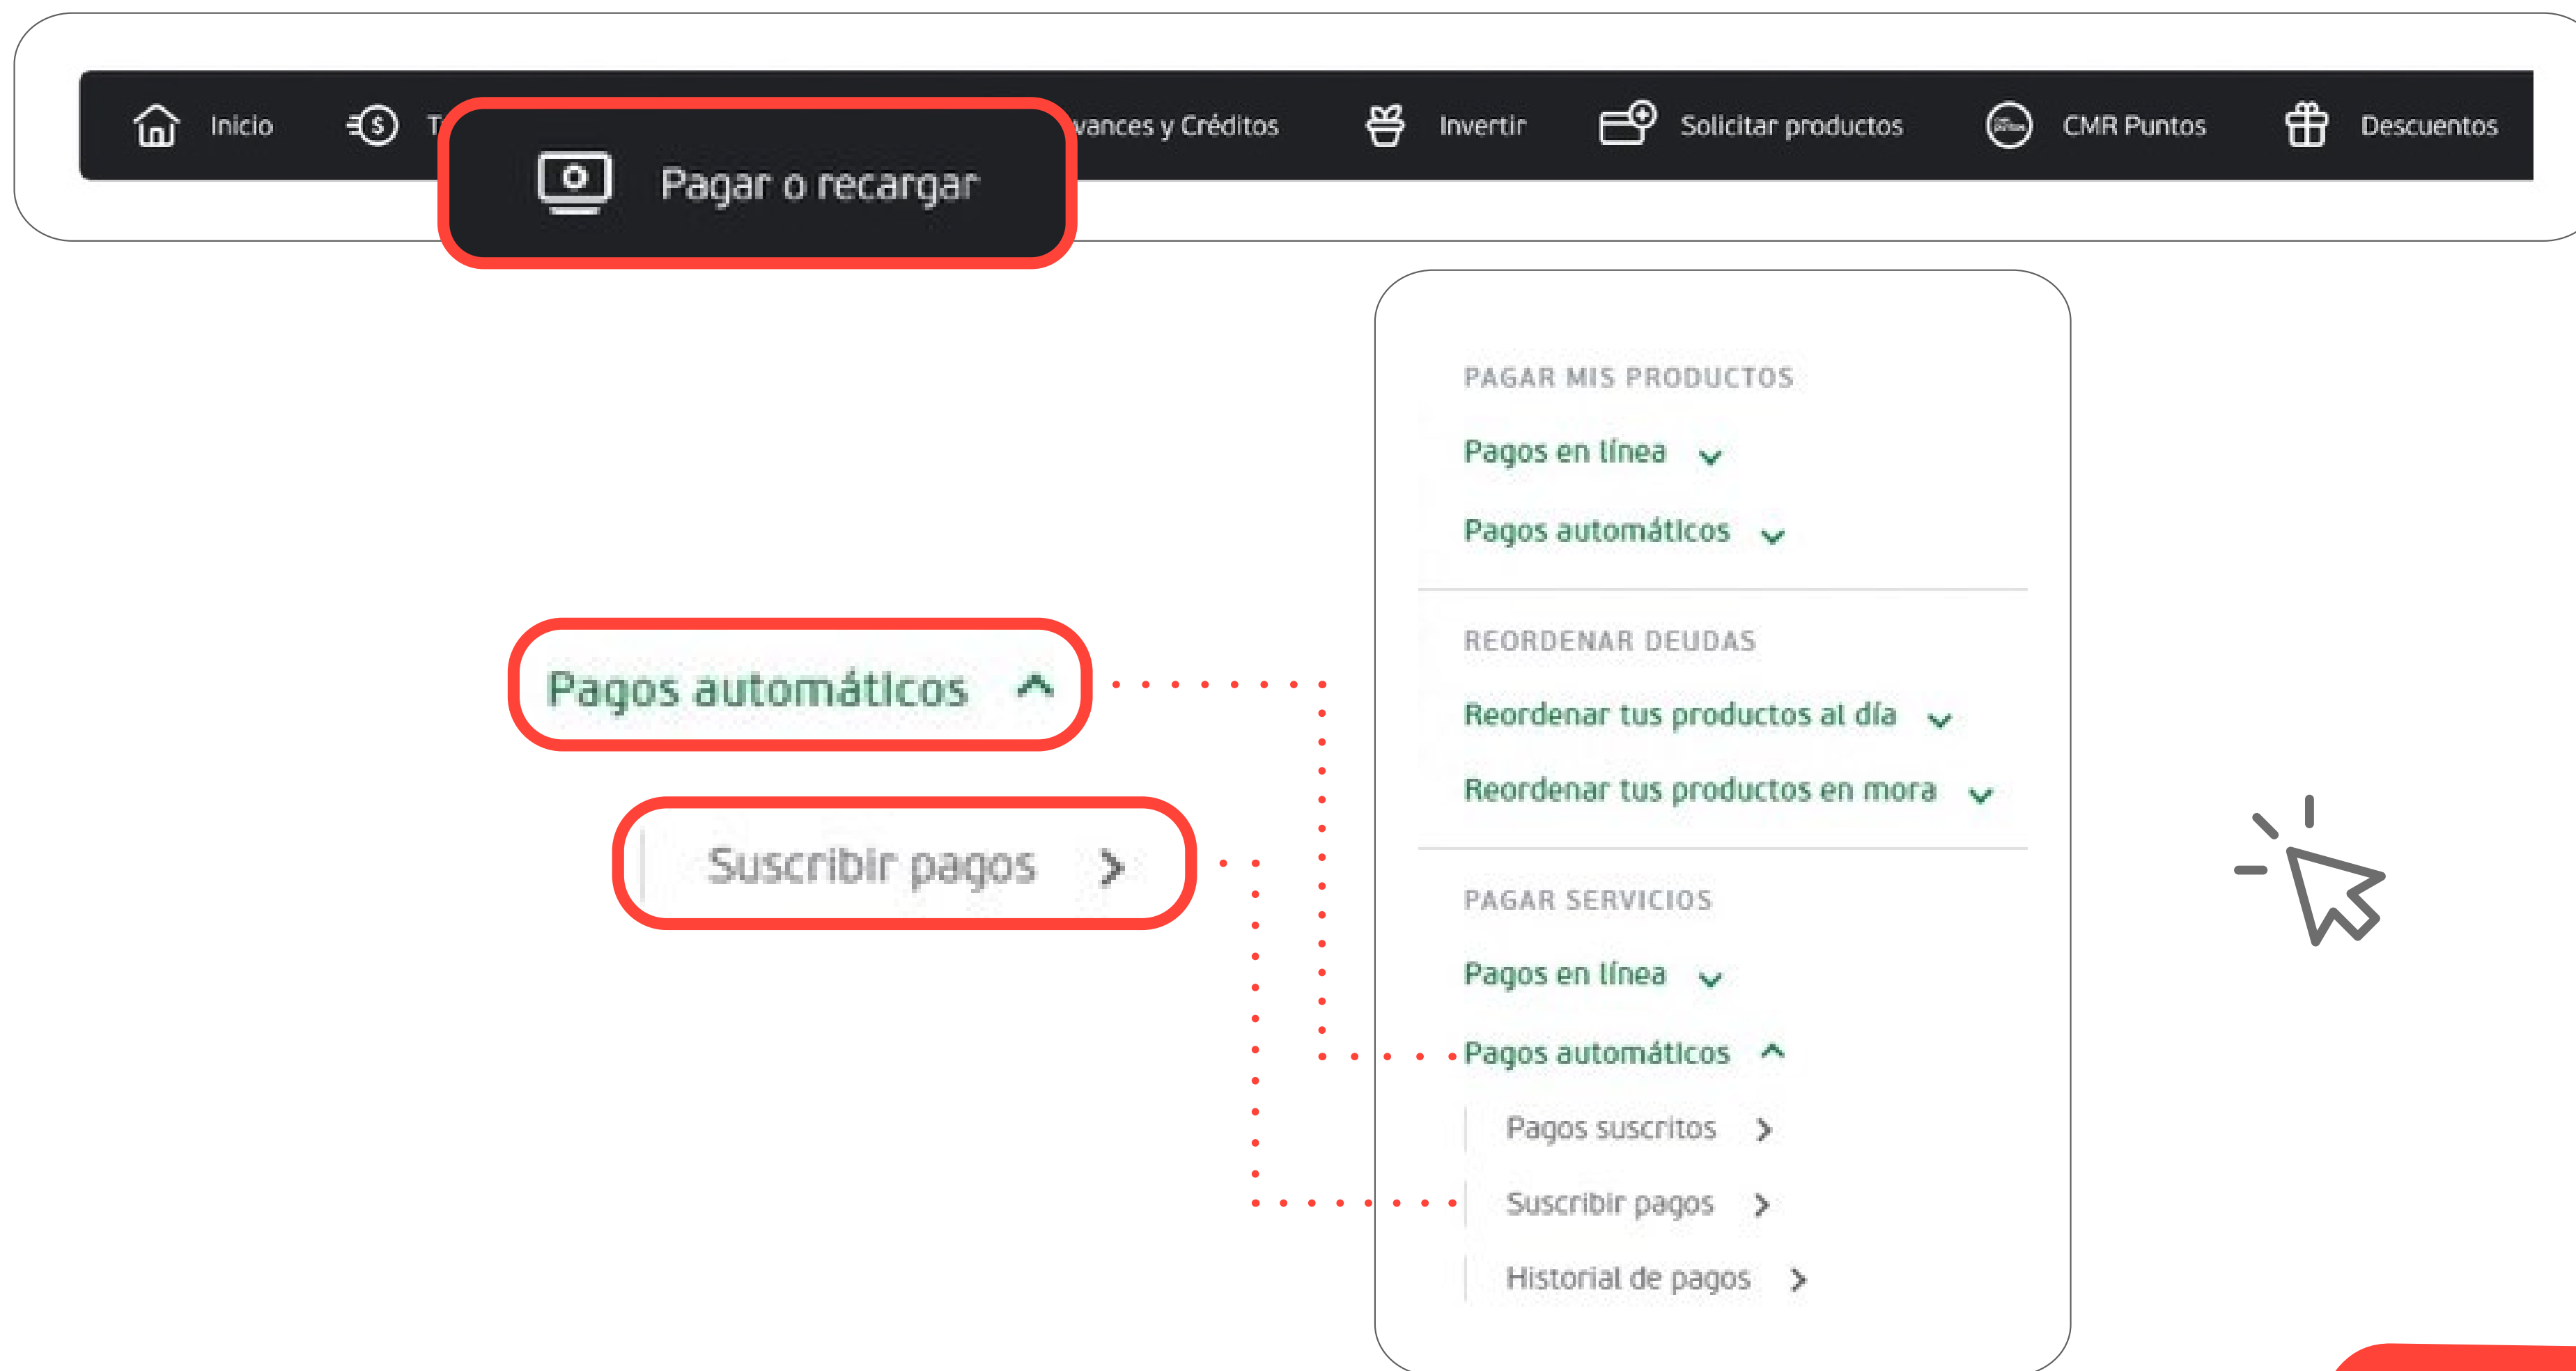 Inicio
Pagar o recargar
y Créditos
Invertir
Solicitar productos
CMR Puntos
Descuentos
PAGAR MIS PRODUCTOS
Pagos en línea
Pagos automáticos
REORDENAR DEUDAS
Reordenar tus productos al día
Reordenar tus productos en mora
PAGAR SERVICIOS
Pagos en línea
Pagos automáticos
Pagos suscritos
Suscribir pagos
Historial de pagos
Pagos automáticos
Suscribir pagos